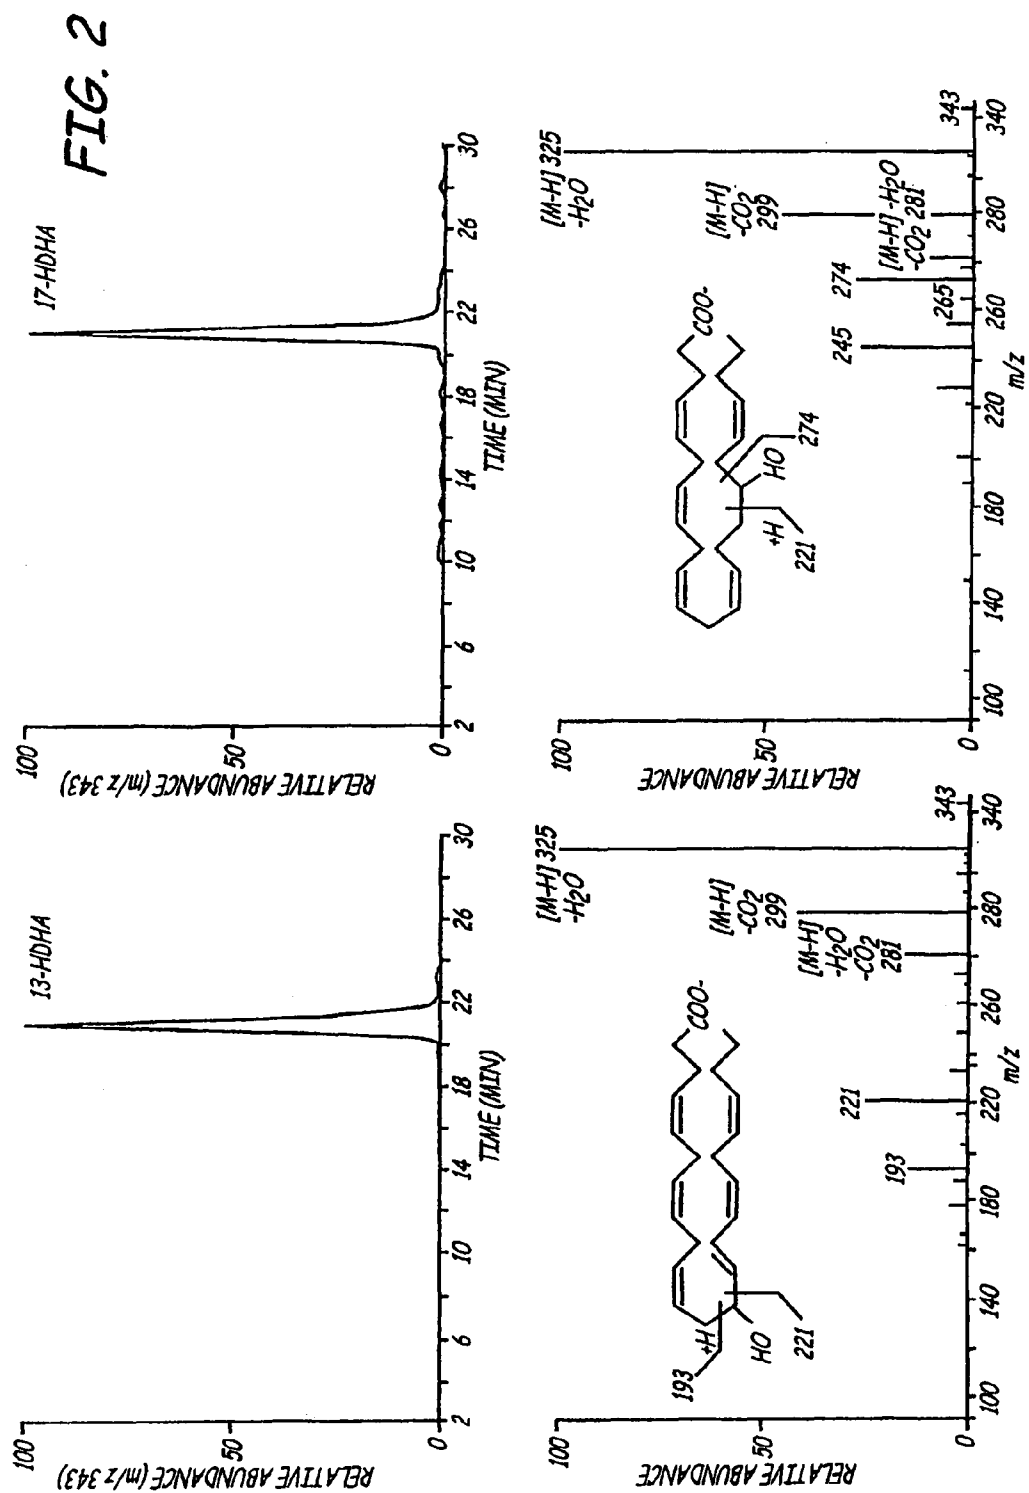 FIG. 2
13-HDHA
RELATIVE ABUNDANCE (m/z 343)
100
50
0
2
6
10
14
18
22
26
30
TIME (MIN)
17-HDHA
RELATIVE ABUNDANCE (m/z 343)
100
50
0
2
6
10
14
18
22
26
30
TIME (MIN)
RELATIVE ABUNDANCE
100
50
0
[M-H] 325
-H2O
[M-H]
-CO2
299
[M-H]
-H2O
-CO2
281
343
221
193
COO-
+H
193
HO
221
100
140
180
220
260
280
340
m/z
RELATIVE ABUNDANCE
100
50
0
[M-H] 325
-H2O
[M-H]
-CO2
299
[M-H] -H2O
-CO2 281
343
274
265
245
COO-
274
HO
+H
221
100
140
180
220
260
280
340
m/z